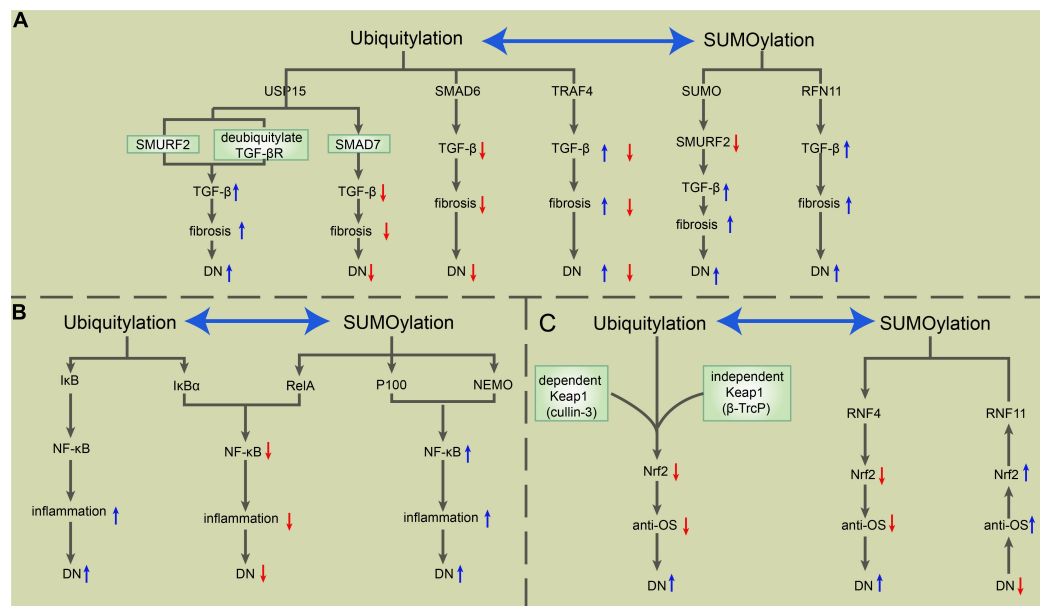 A
Ubiquitylation
SUMOylation
USP15
SMAD6
TRAF4
SUMO
RFN11
SMURF2
deubiquitylate
TGF-βR
SMAD7
TGF-β
TGF-β
SMURF2
TGF-β
TGF-β
TGF-β
TGF-β
fibrosis
fibrosis
fibrosis
fibrosis
fibrosis
fibrosis
DN
DN
DN
DN
DN
DN
B
Ubiquitylation
SUMOylation
IκB
IκBα
RelA
P100
NEMO
NF-κB
NF-κB
NF-κB
inflammation
inflammation
inflammation
DN
DN
DN
C
Ubiquitylation
SUMOylation
dependent
Keap1
(cullin-3)
independent
Keap1
(β-TrcP)
RNF4
RNF11
Nrf2
Nrf2
Nrf2
anti-OS
anti-OS
anti-OS
DN
DN
DN